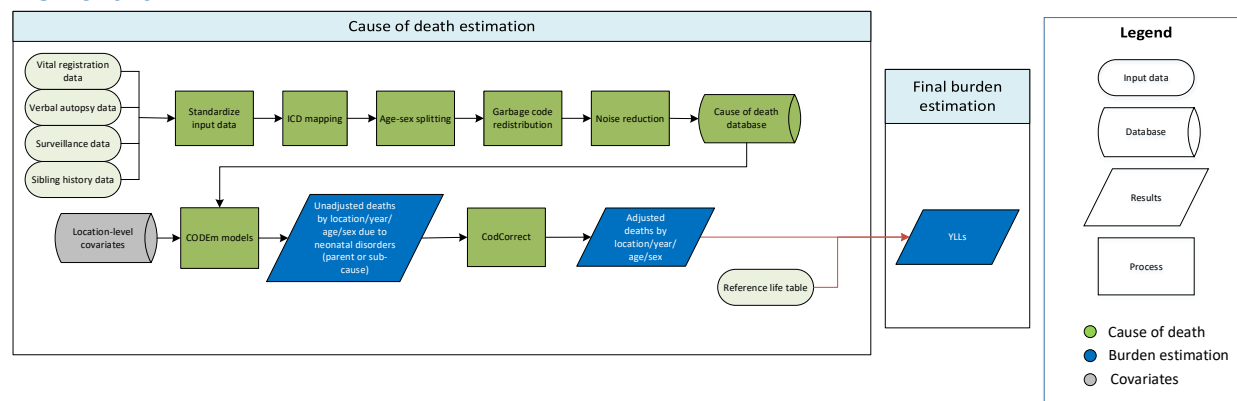 Cause of death estimation
Vital registration
data
Verbal autopsy data
Surveillance data
Sibling history data
Standardize
input data
ICD mapping
Age-sex splitting
Garbage code
redistribution
Noise reduction
Cause of death
database
Location-level
covariates
CODEm models
Unadjusted deaths
by location/year/
age/sex due to
neonatal disorders
(parent or sub-
cause)
CodCorrect
Adjusted
deaths by
location/year/
age/sex
Reference life table
Final burden
estimation
YLLs
Legend
Input data
Database
Results
Process
Cause of death
Burden estimation
Covariates